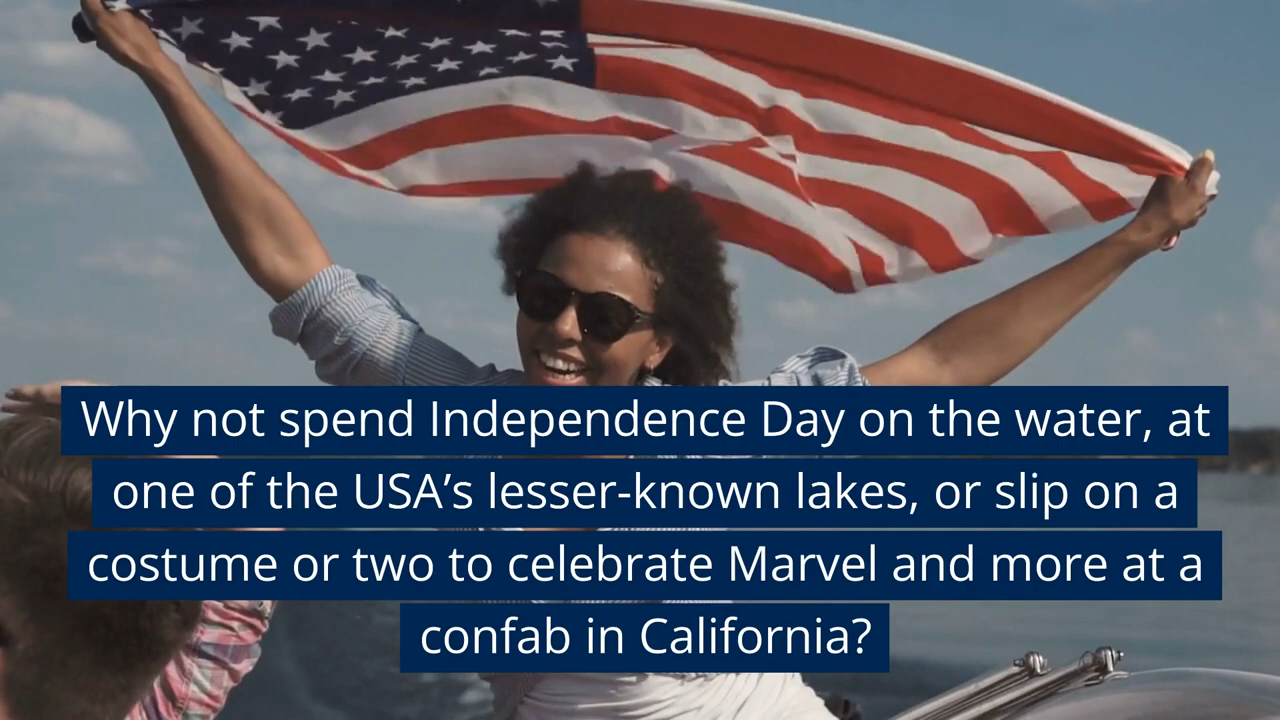 Why not spend Independence Day on the water, at
one of the USA’s lesser-known lakes, or slip on a
costume or two to celebrate Marvel and more at a
confab in California?